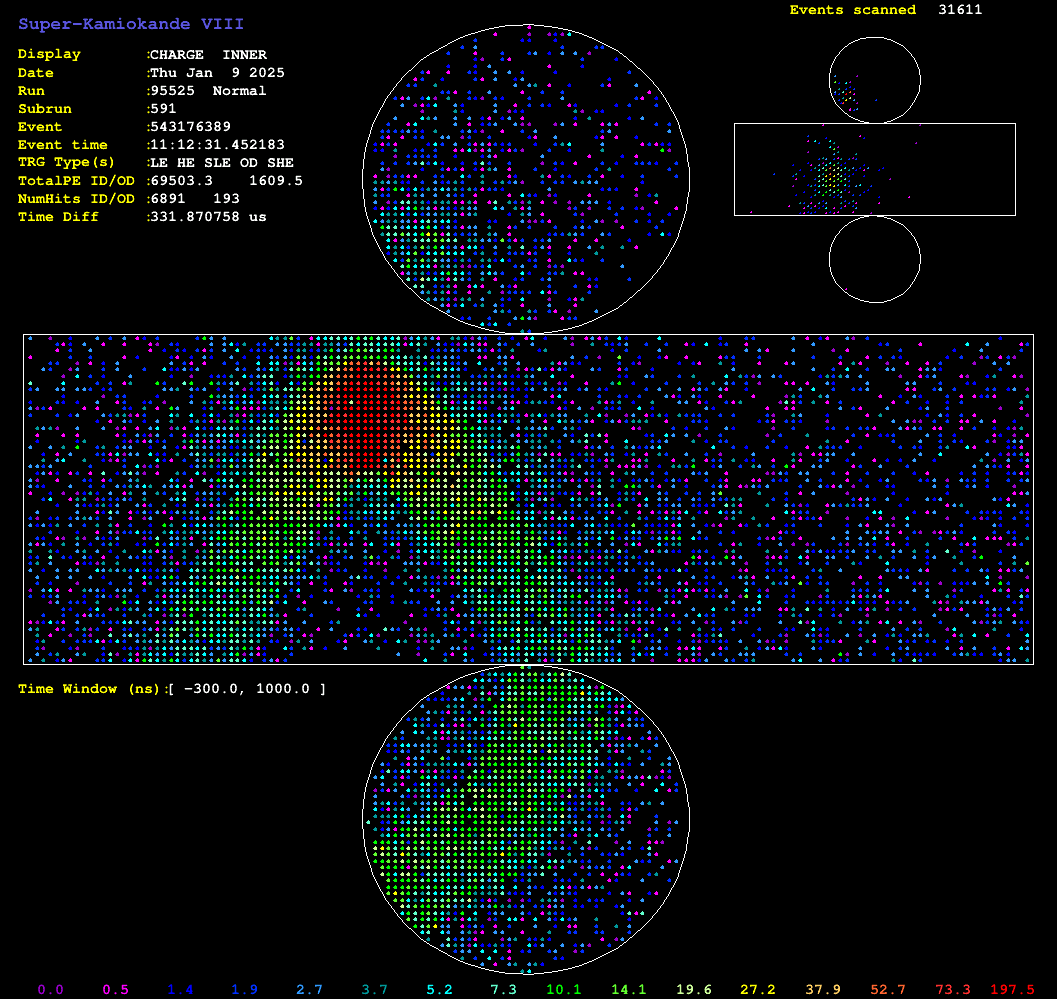 Super-Kamiokande VIII
Events scanned 31611
Display :CHARGE INNER
Date :Thu Jan 9 2025
Run :95525 Normal
Subrun :591
Event :543176389
Event time :11:12:31.452183
TRG Type(s) :LE HE SLE OD SHE
TotalPE ID/OD :69503.3 1609.5
NumHits ID/OD :6891 193
Time Diff :331.870758 us
Time Window (ns):[ -300.0, 1000.0 ]
0.0 0.5 1.4 1.9 2.7 3.7 5.2 7.3 10.1 14.1 19.6 27.2 37.9 52.7 73.3 197.5